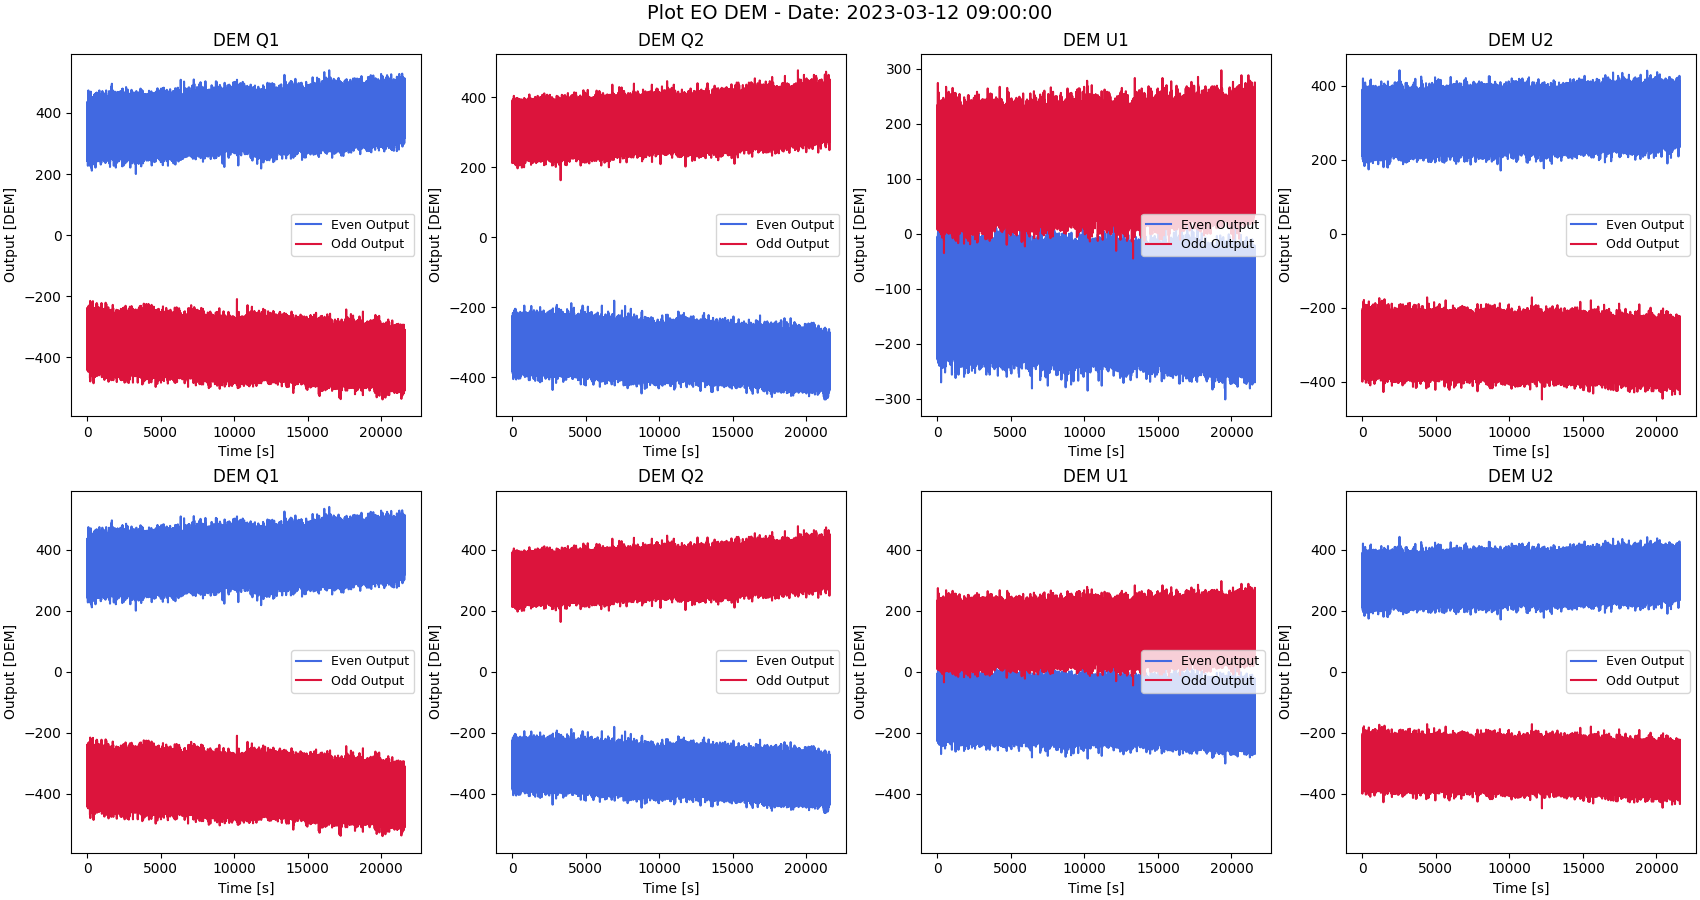 Plot EO DEM - Date: 2023-03-12 09:00:00
DEM Q1
Output [DEM]
400
200
0
−200
−400
Even Output
Odd Output
0 5000 10000 15000 20000
Time [s]
DEM Q2
Output [DEM]
400
200
0
−200
−400
Even Output
Odd Output
0 5000 10000 15000 20000
Time [s]
DEM U1
Output [DEM]
300
200
100
0
−100
−200
−300
Even Output
Odd Output
0 5000 10000 15000 20000
Time [s]
DEM U2
Output [DEM]
400
200
0
−200
−400
Even Output
Odd Output
0 5000 10000 15000 20000
Time [s]
DEM Q1
Output [DEM]
400
200
0
−200
−400
Even Output
Odd Output
0 5000 10000 15000 20000
Time [s]
DEM Q2
Output [DEM]
400
200
0
−200
−400
Even Output
Odd Output
0 5000 10000 15000 20000
Time [s]
DEM U1
Output [DEM]
400
200
0
−200
−400
Even Output
Odd Output
0 5000 10000 15000 20000
Time [s]
DEM U2
Output [DEM]
400
200
0
−200
−400
Even Output
Odd Output
0 5000 10000 15000 20000
Time [s]